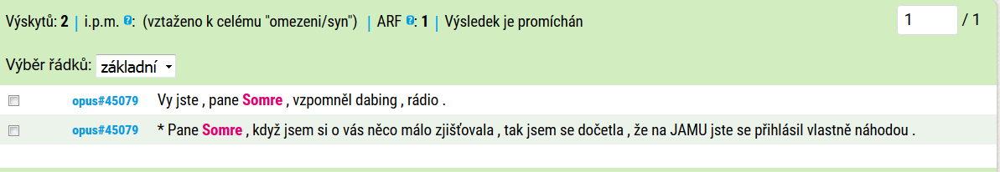 Výskytů: 2 | i.p.m. ?: (vztaženo k celému "omezeni/syn") | ARF ?: 1 | Výsledek je promíchán 1 / 1
Výběr řádků: základní
opus#45079 Vy jste , pane Somre , vzpomněl dabing , rádio .
opus#45079 * Pane Somre , když jsem si o vás něco málo zjišťovala , tak jsem se dočetla , že na JAMU jste se přihlásil vlastně náhodou .